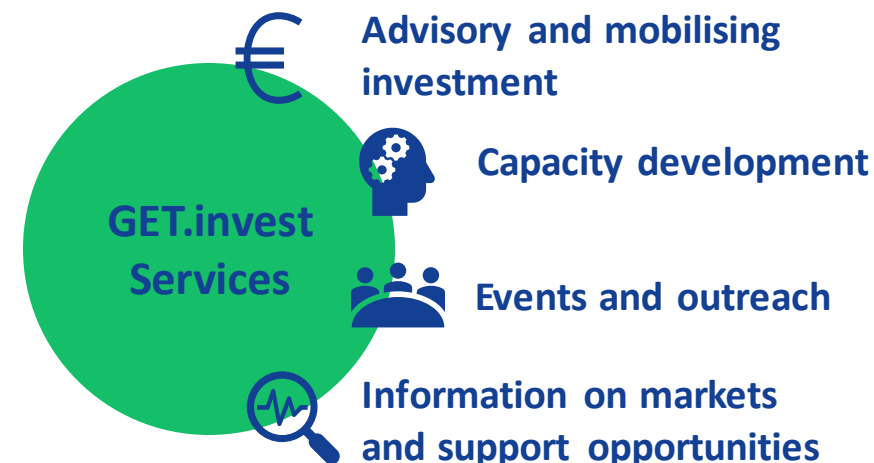 Advisory and mobilising
investment
Capacity development
GET.invest
Services
Events and outreach
Information on markets
and support opportunities